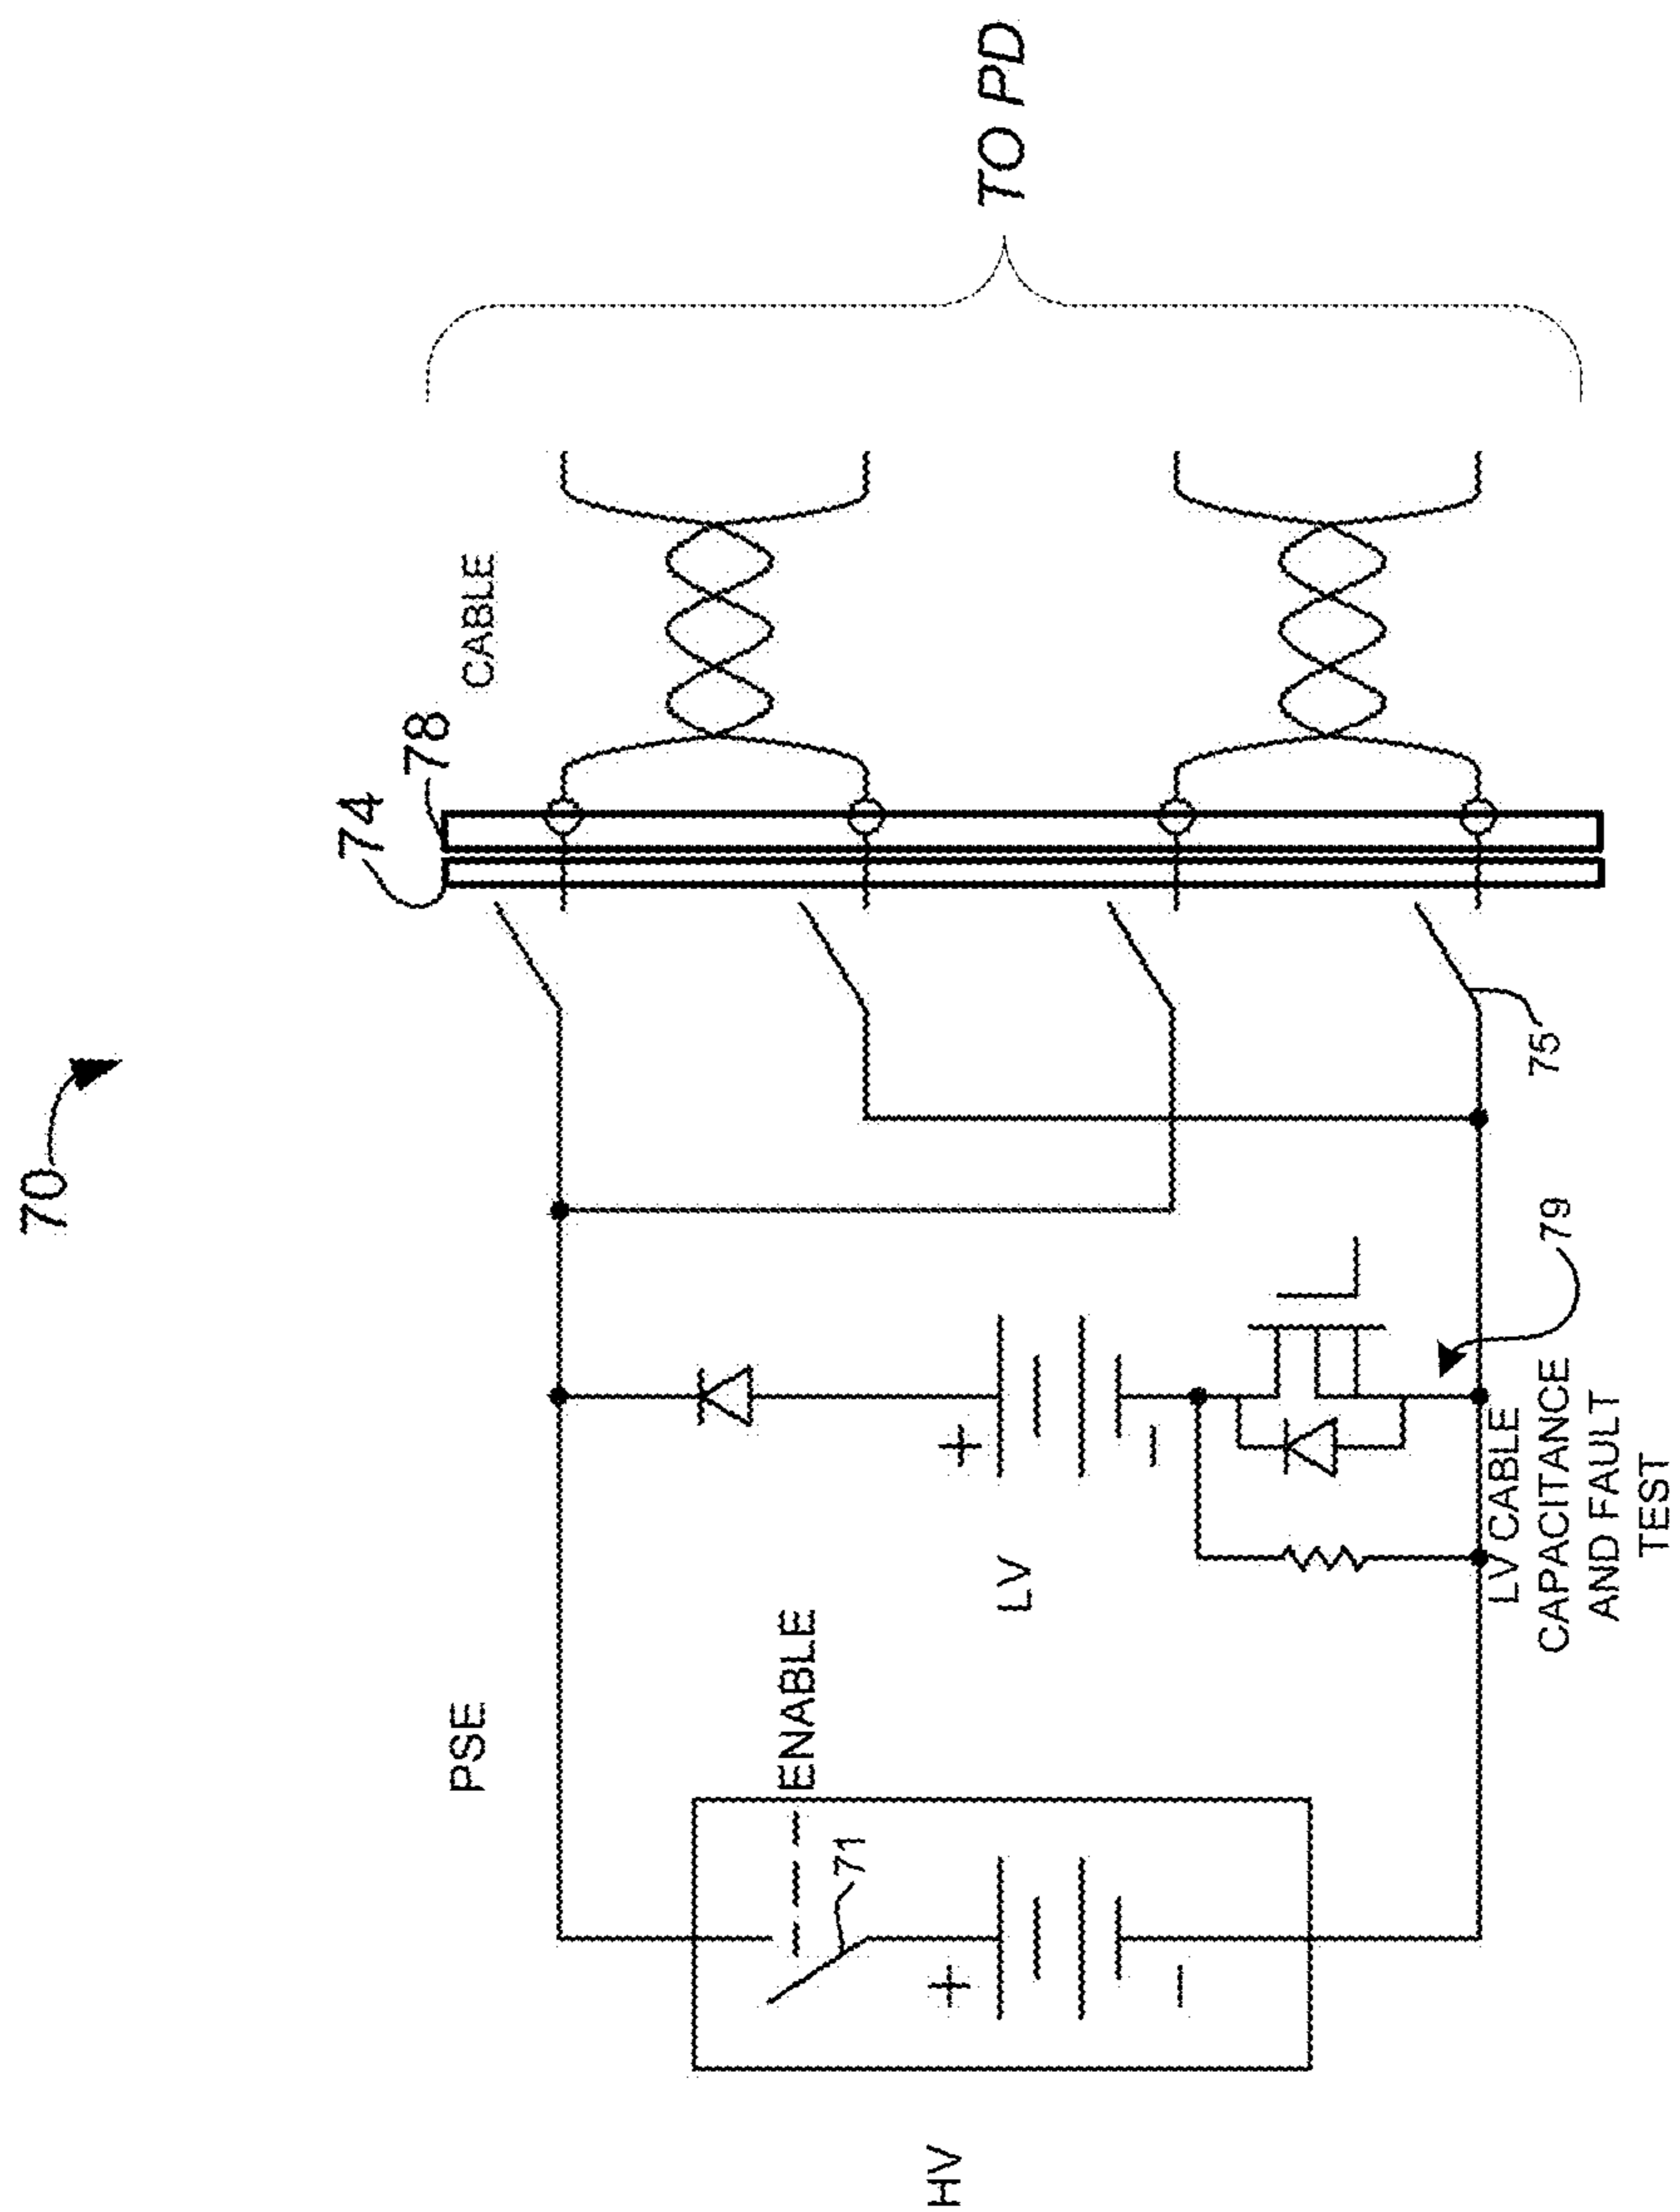 70
74
78
CABLE
TO PD
PSE
ENABLE
71
HV
+
−
LV
+
−
79
75
LV CABLE
CAPACITANCE
AND FAULT
TEST